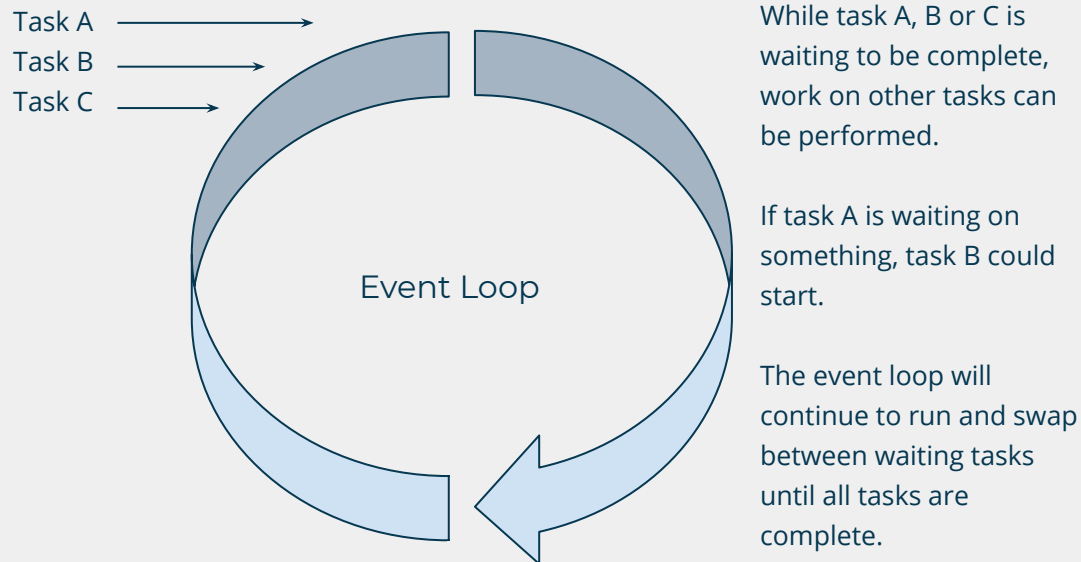 Task A
Task B
Task C
Event Loop
While task A, B or C is
waiting to be complete,
work on other tasks can
be performed.
If task A is waiting on
something, task B could
start.
The event loop will
continue to run and swap
between waiting tasks
until all tasks are
complete.